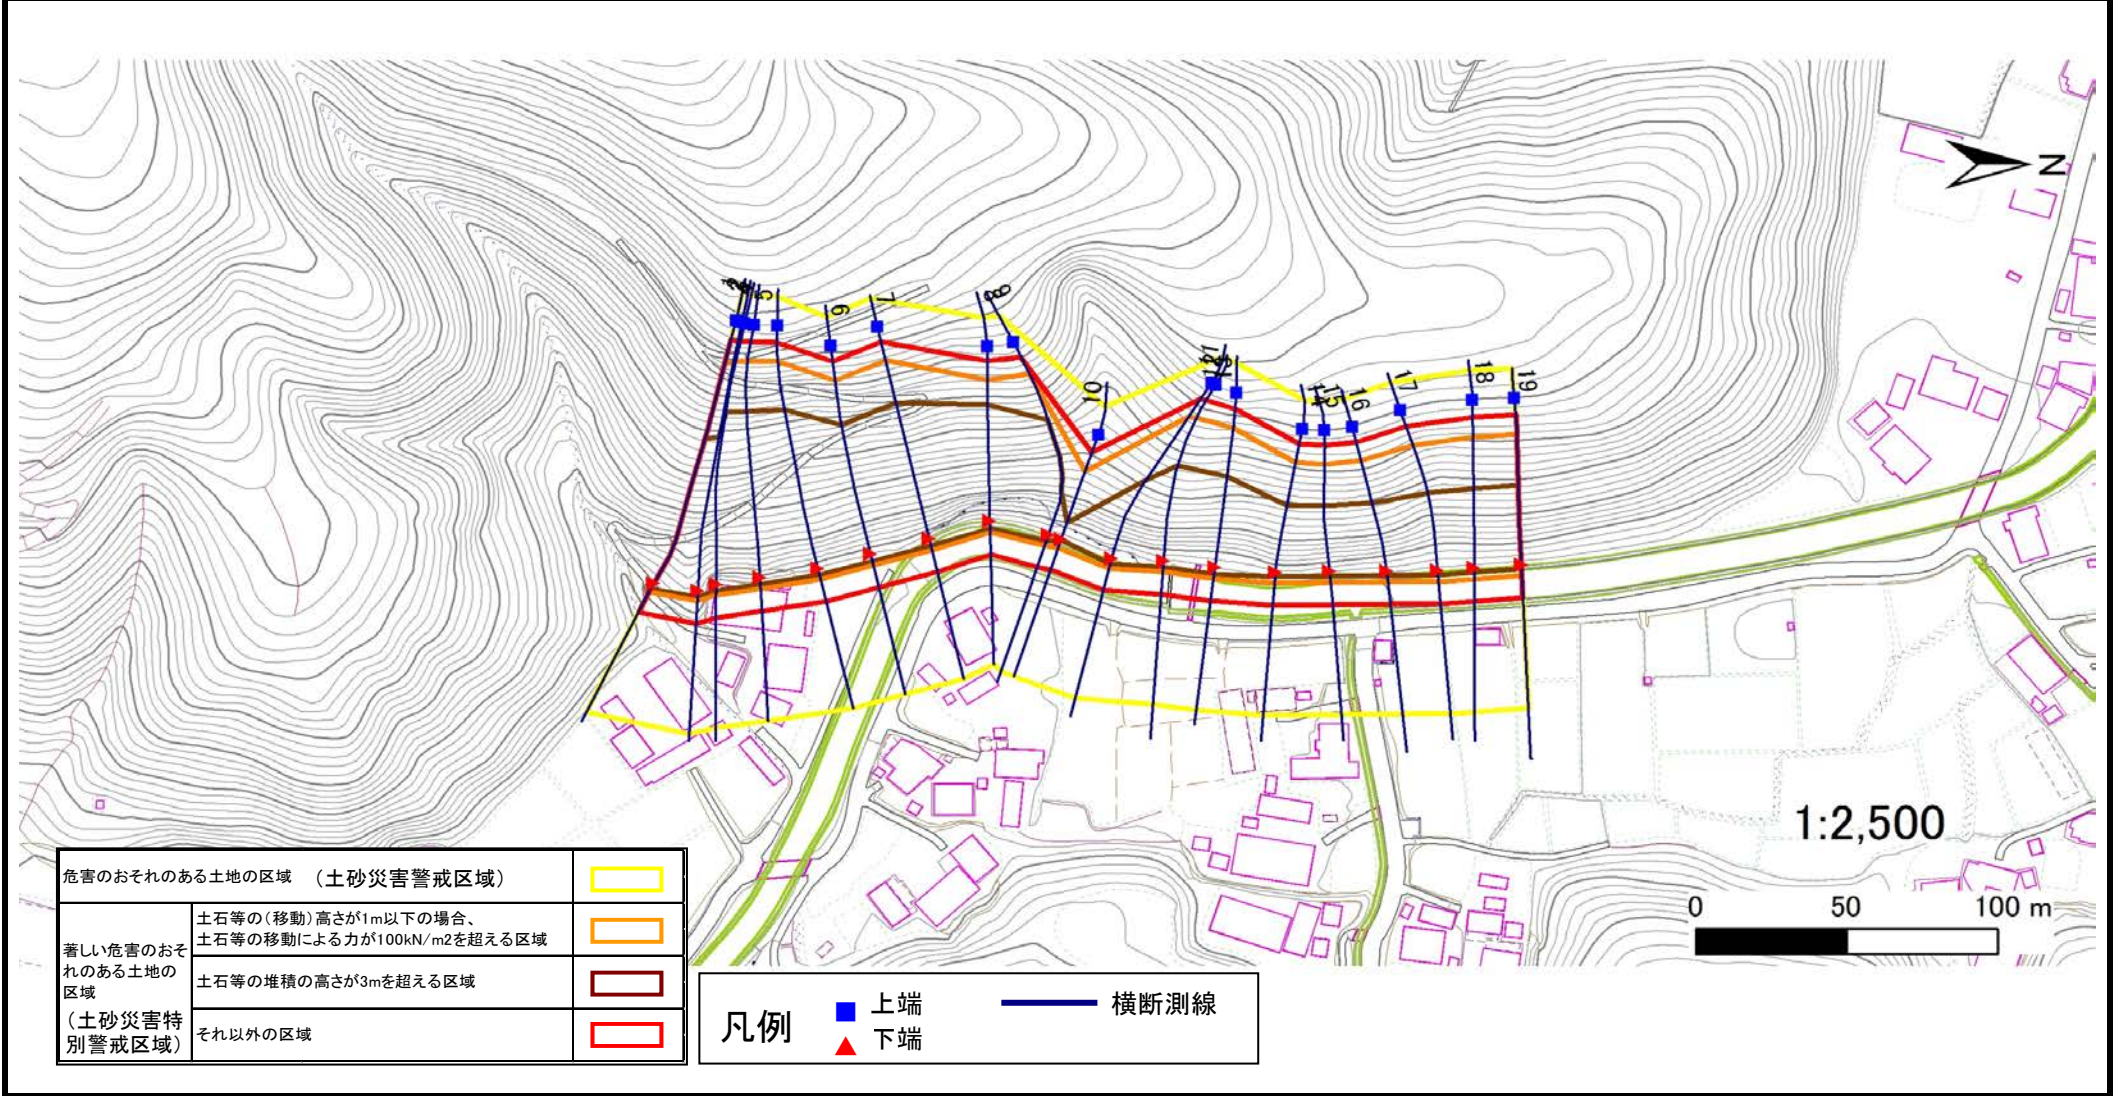 5
6
7
8
9
10
12
14
15
16
17
18
19
N
1:2,500
0 50 100 m
危害のおそれのある土地の区域 （土砂災害警戒区域）
著しい危害のおそ
れのある土地の
区域
（土砂災害特
別警戒区域）
土石等の（移動）高さが1m以下の場合、
土石等の移動による力が100kN/m2を超える区域
土石等の堆積の高さが3mを超える区域
それ以外の区域
凡例
上端
下端
横断測線